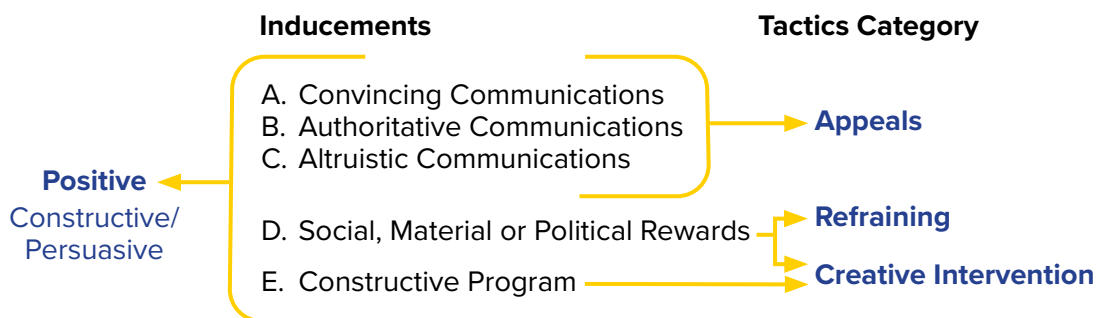 Inducements
Tactics Category
A. Convincing Communications
B. Authoritative Communications
C. Altruistic Communications
Appeals
Positive
Constructive/
Persuasive
D. Social, Material or Political Rewards
Refraining
E. Constructive Program
Creative Intervention